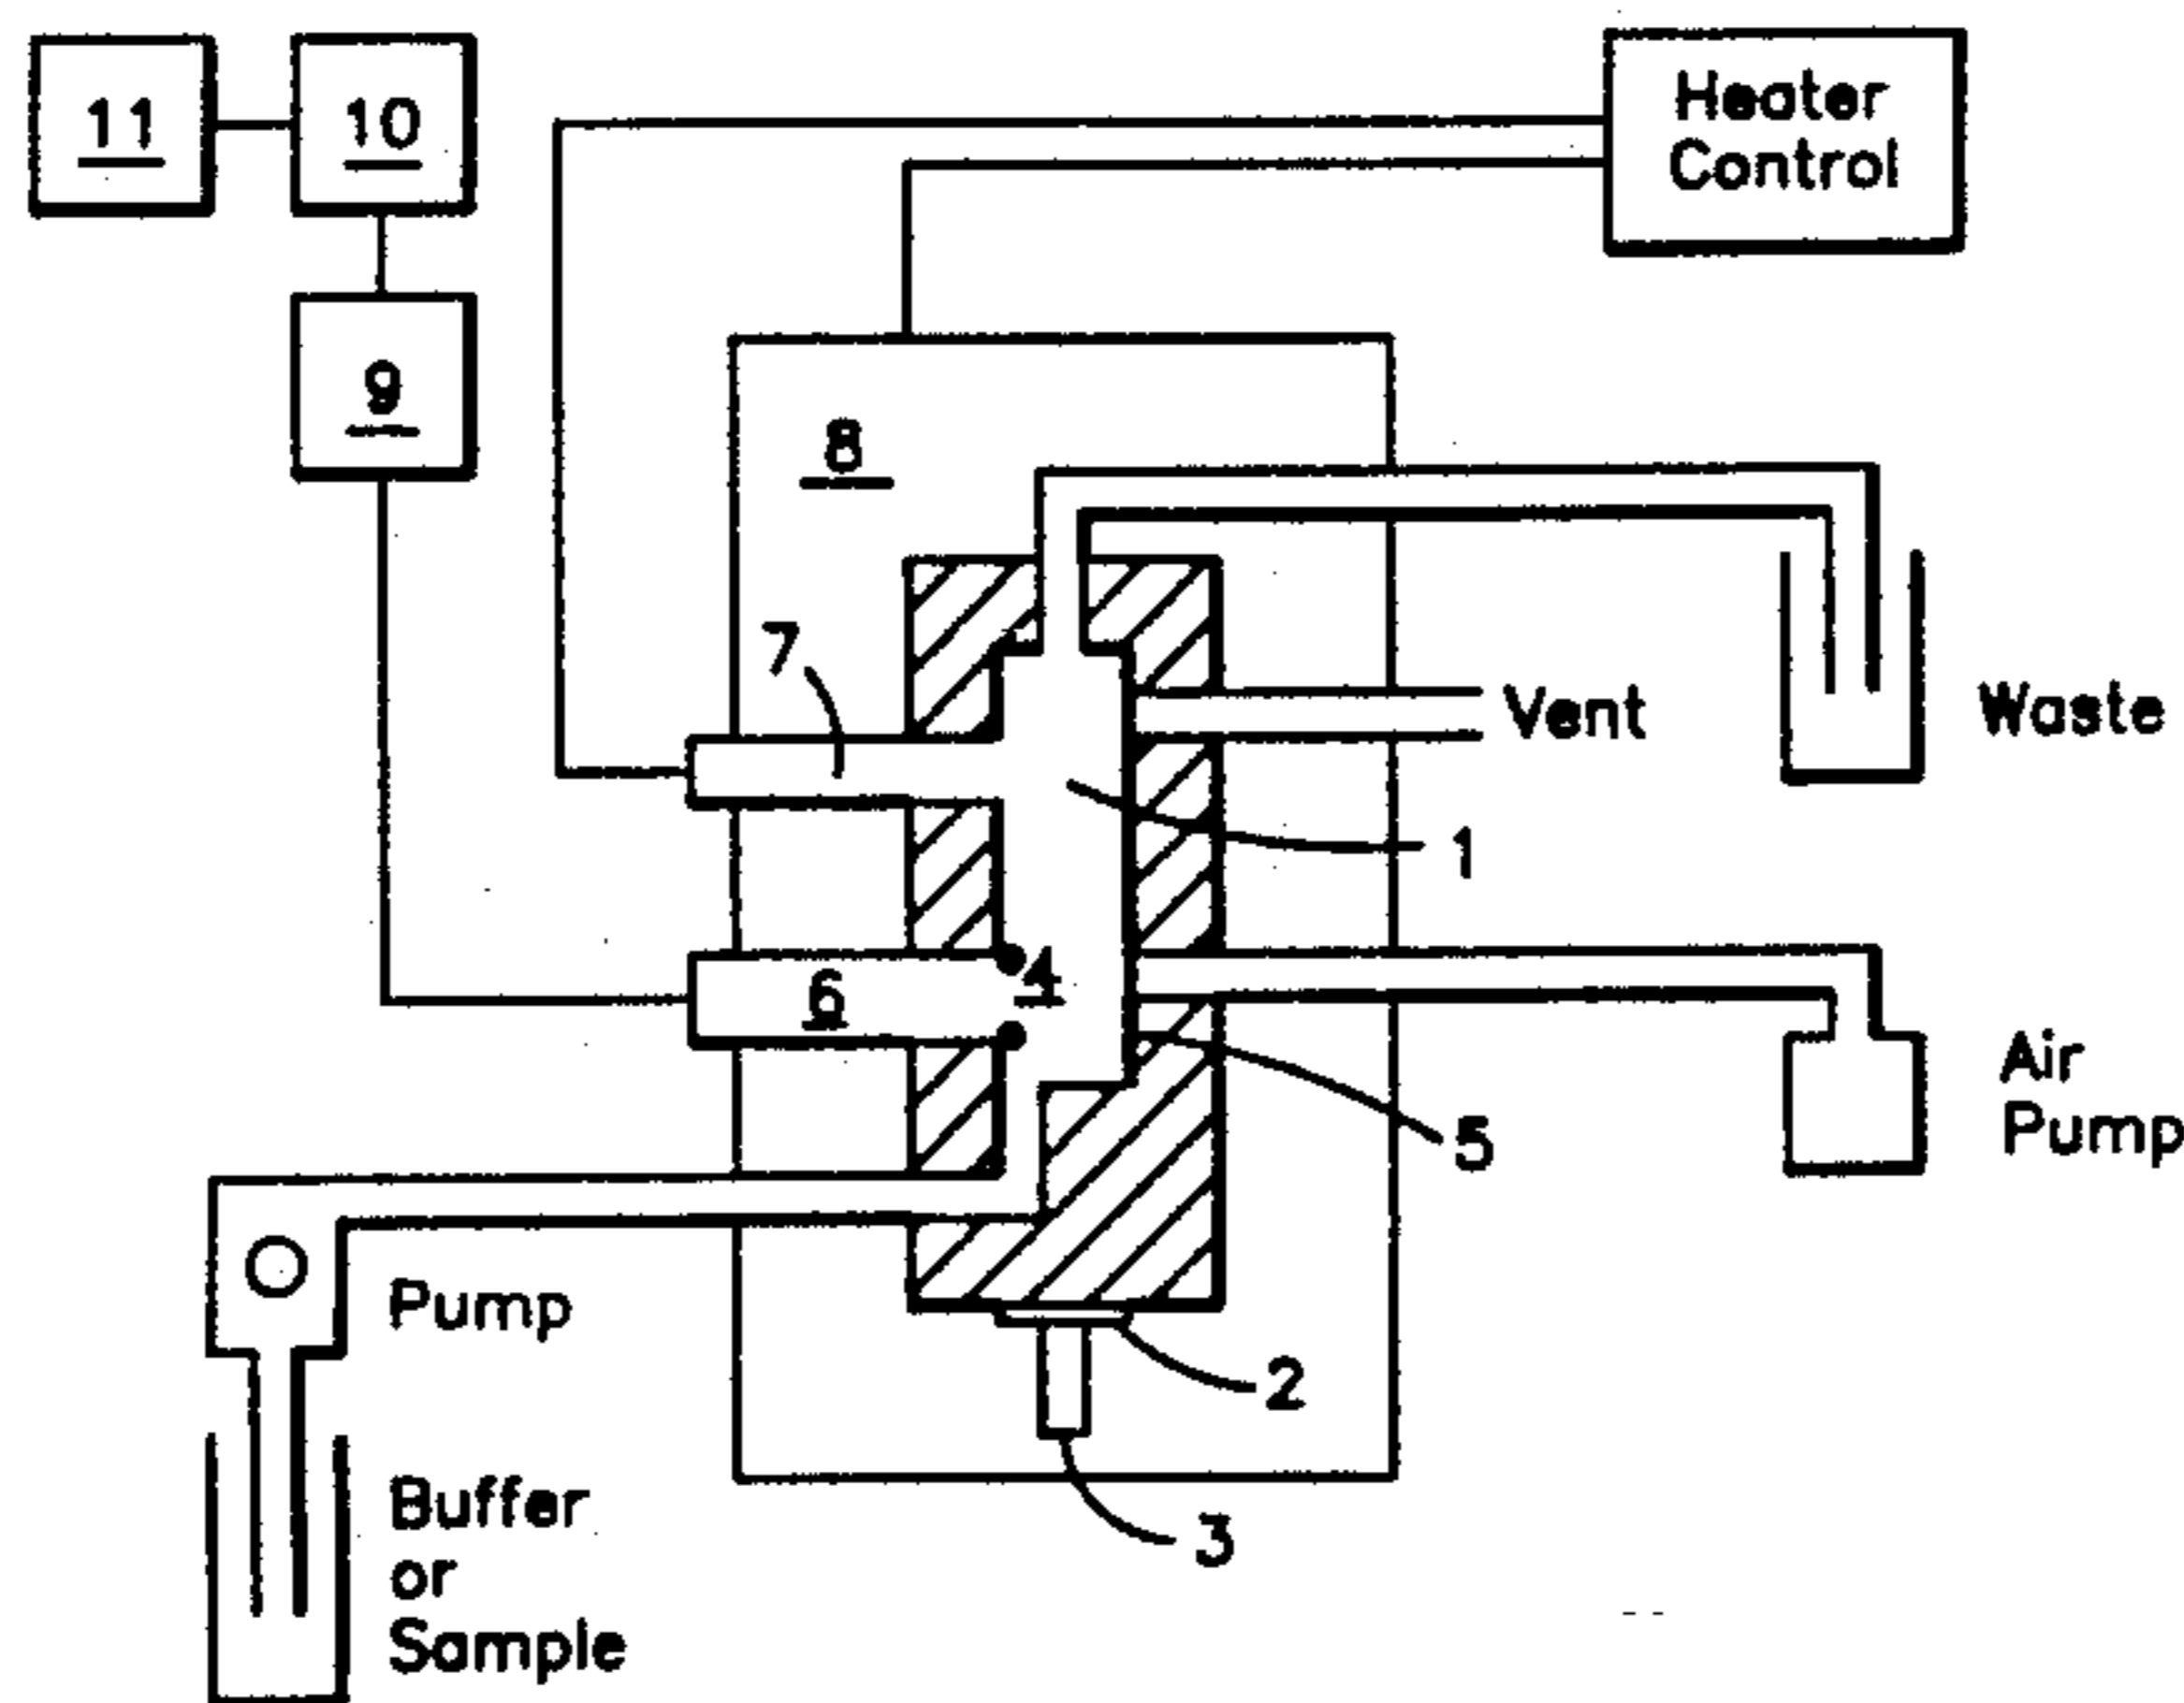 11
10
Heater
Control
9
8
7
Vent
Waste
1
6
4
5
Air
Pump
Pump
2
Buffer
or
Sample
3